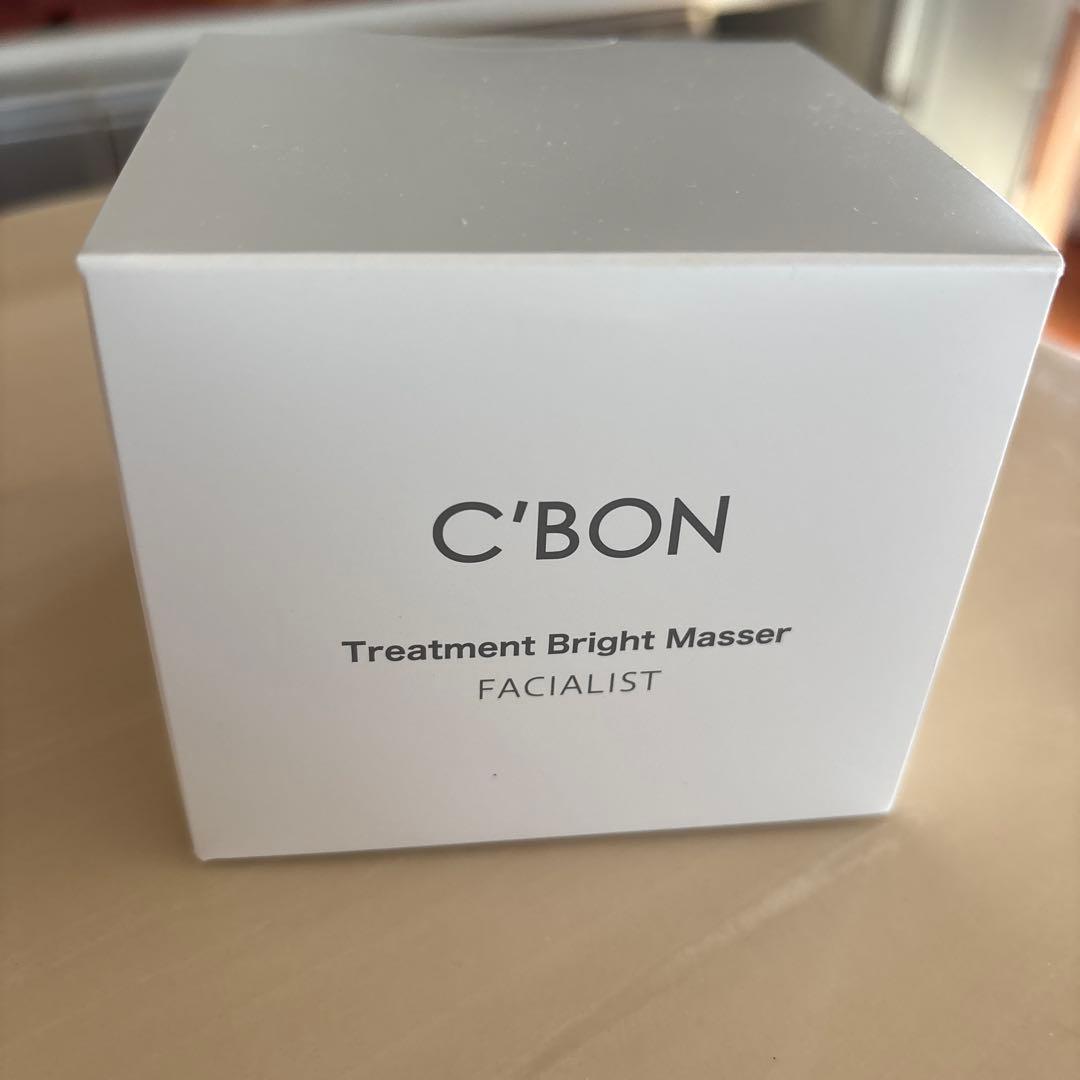 C'BON
Treatment Bright Masser
FACIALIST